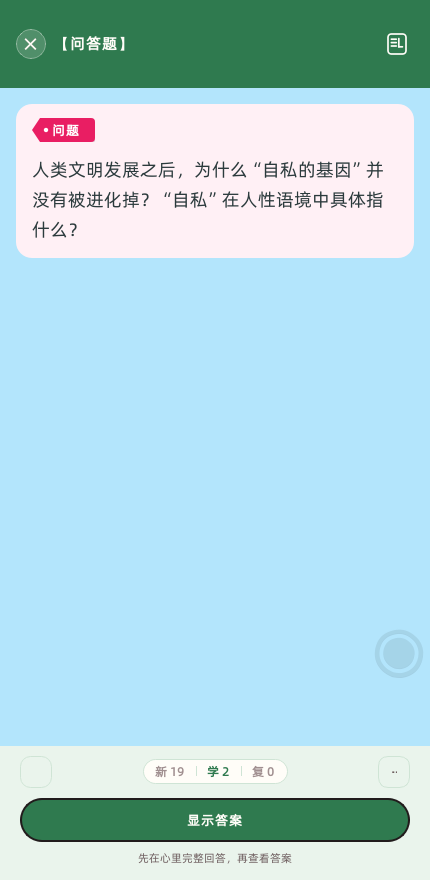 【问答题】
• 问题
人类文明发展之后，为什么“自私的基因”并
没有被进化掉？“自私”在人性语境中具体指
什么？
新 19 学 2 复 0
显示答案
先在心里完整回答，再查看答案